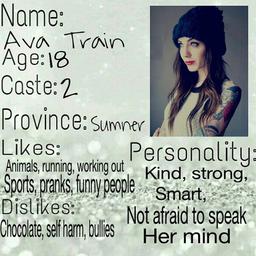 Name:
Ava Train
Age:18
Caste:2
Province:Sumner
Likes:
Animals, running, working out
Sports, pranks, funny people
Dislikes:
Chocolate, self harm, bullies
Personality:
Kind, strong,
Smart,
Not afraid to speak
Her mind